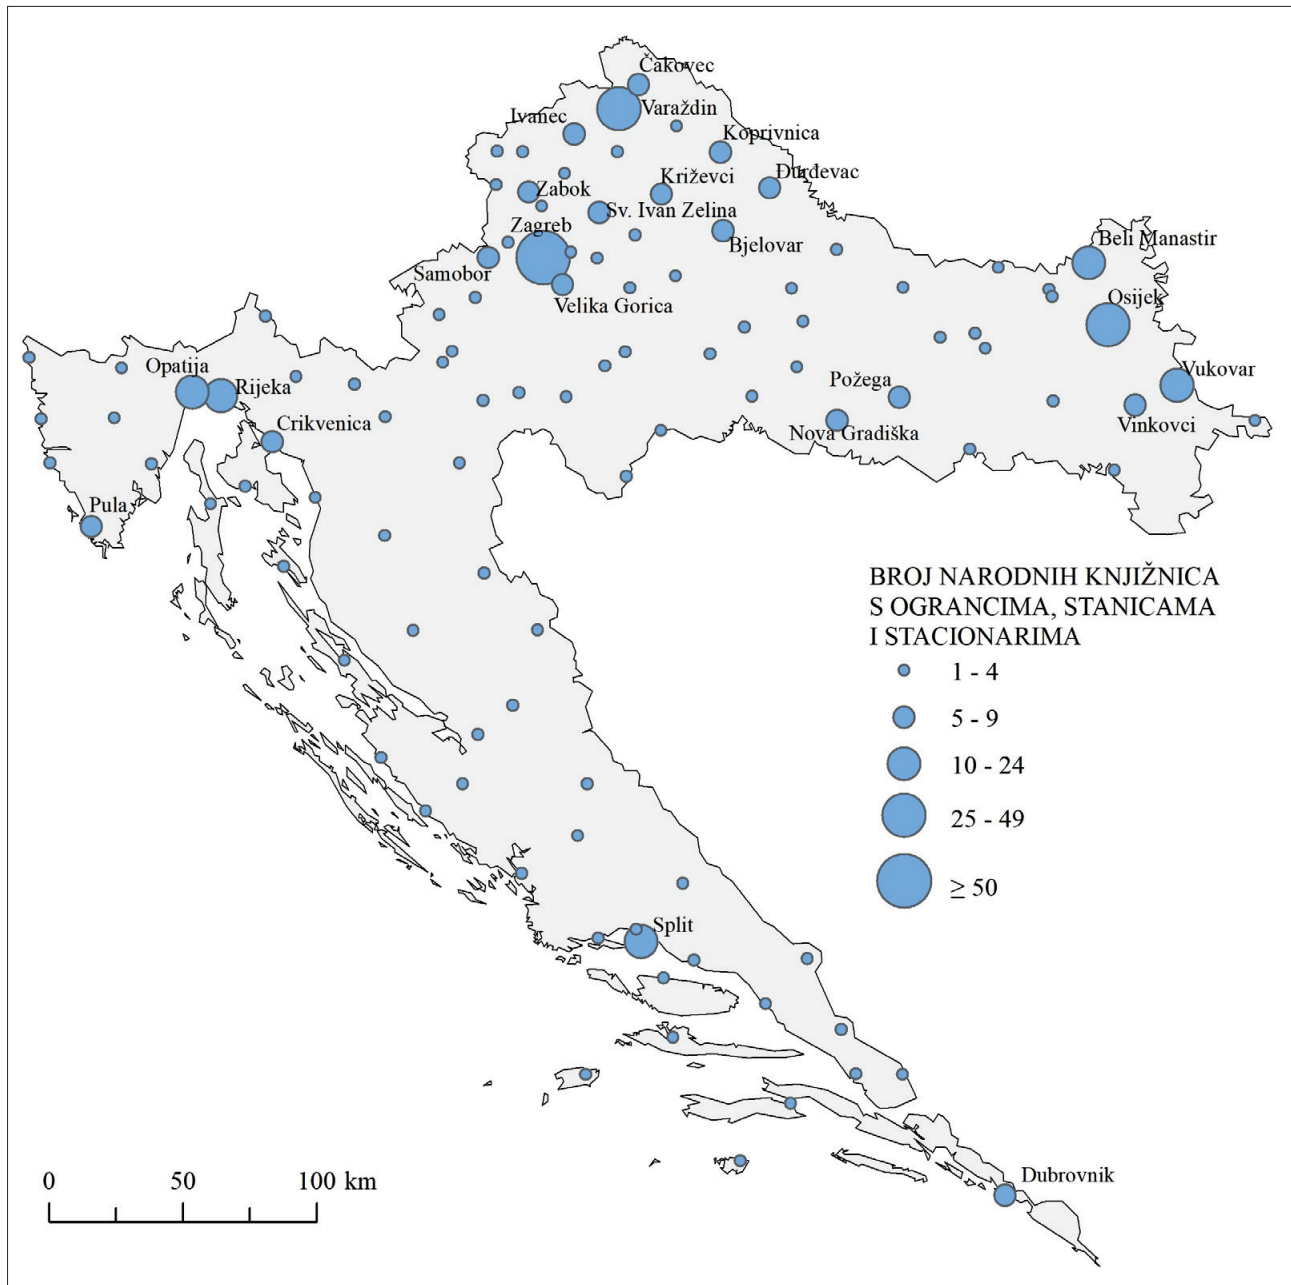 Čakovec
Varaždin
Ivanec
Koprivnica
Đurđevac
Križevci
Zabok
Sv. Ivan Zelina
Zagreb
Bjelovar
Beli Manastir
Samobor
Velika Gorica
Osijek
Opatija
Rijeka
Vukovar
Požega
Crikvenica
Nova Gradiška
Vinkovci
Pula
BROJ NARODNIH KNJIŽNICA
S OGRANCIMA, STANICAMA
I STACIONARIMA
1 - 4
5 - 9
10 - 24
25 - 49
≥ 50
Split
Dubrovnik
0 50 100 km